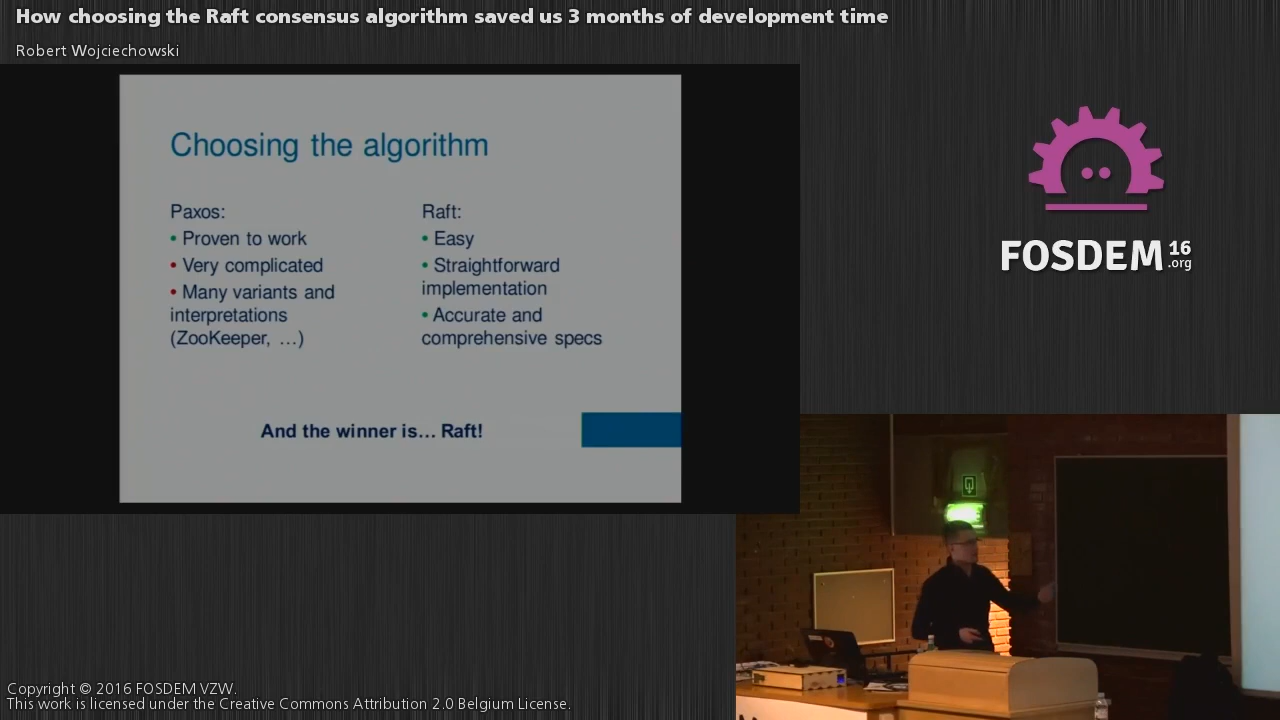 How choosing the Raft consensus algorithm saved us 3 months of development time
Robert Wojciechowski
Choosing the algorithm
Paxos:
• Proven to work
• Very complicated
• Many variants and
interpretations
(ZooKeeper, …)
Raft:
• Easy
• Straightforward
implementation
• Accurate and
comprehensive specs
And the winner is… Raft!
FOSDEM 16
.org
Copyright © 2016 FOSDEM VZW.
This work is licensed under the Creative Commons Attribution 2.0 Belgium License.